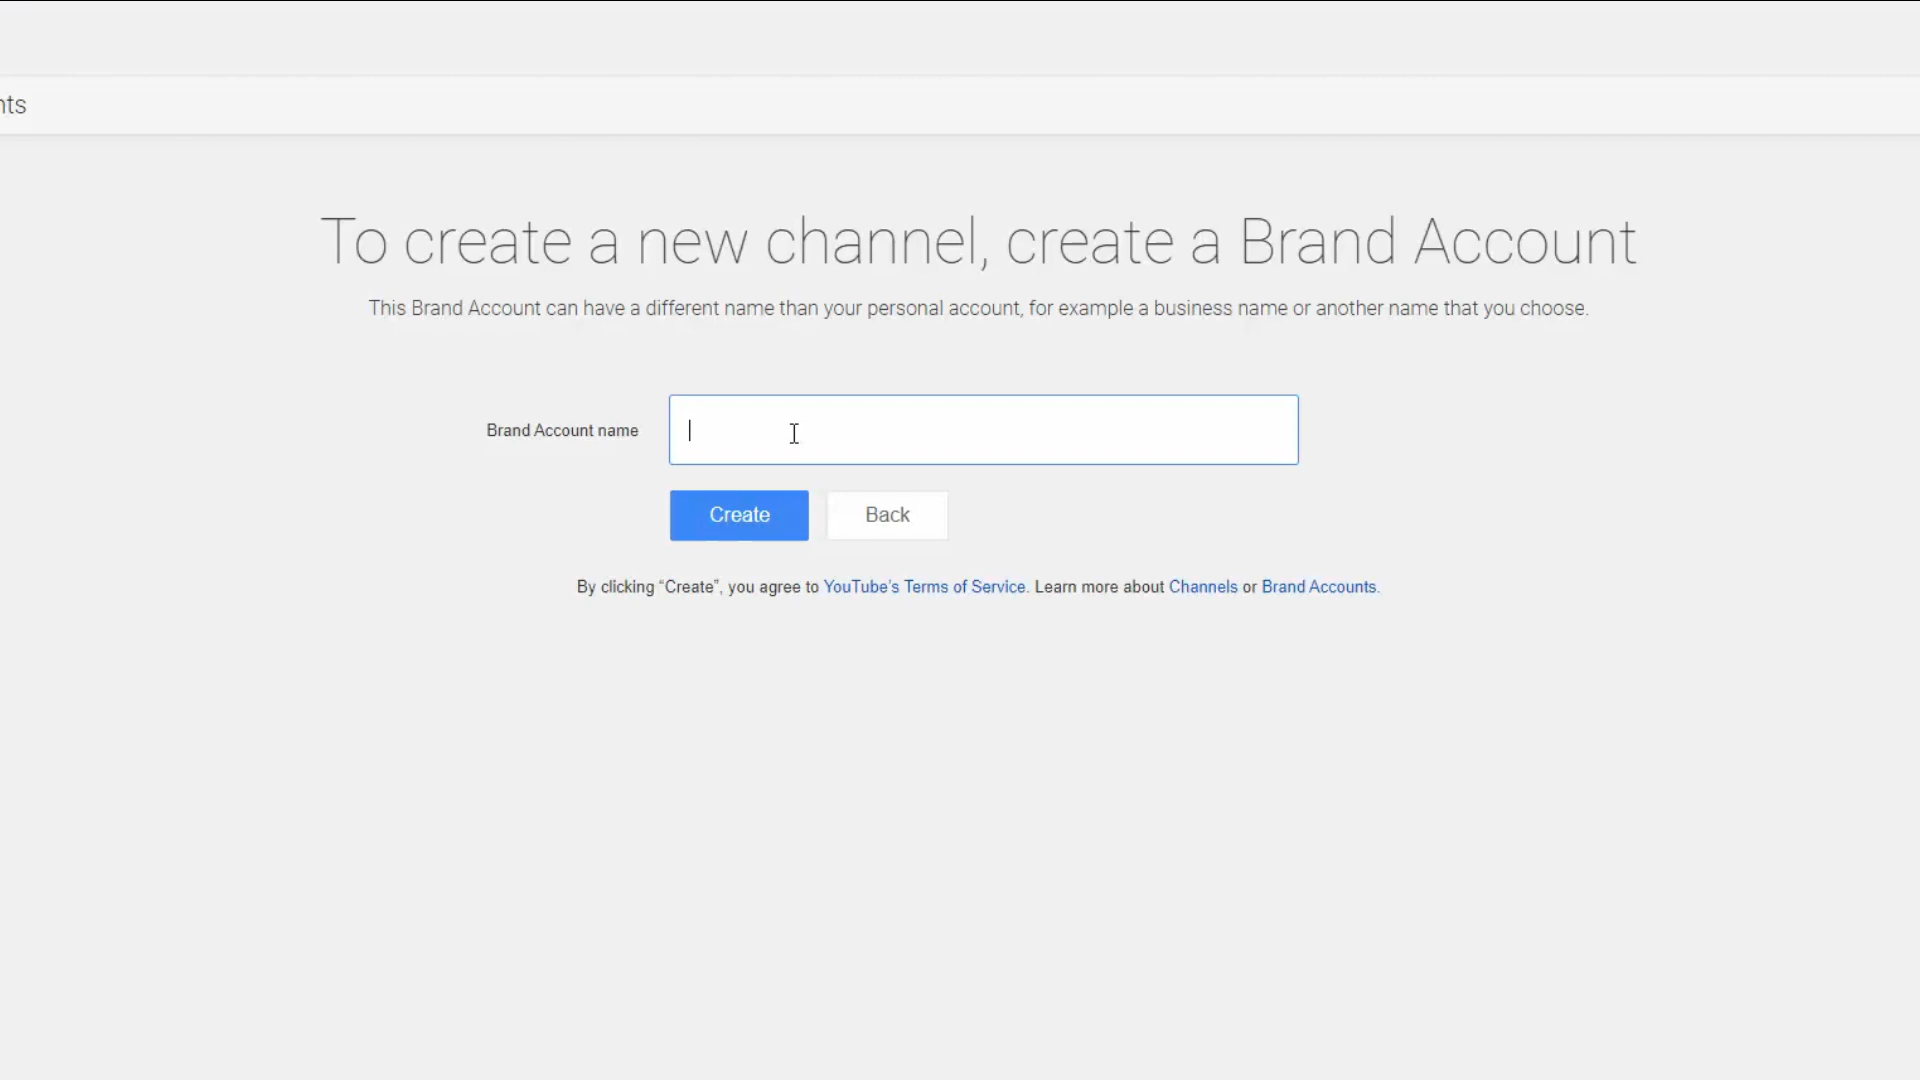 nts
To create a new channel, create a Brand Account
This Brand Account can have a different name than your personal account, for example a business name or another name that you choose.
Brand Account name
Create Back
By clicking “Create”, you agree to YouTube’s Terms of Service. Learn more about Channels or Brand Accounts.